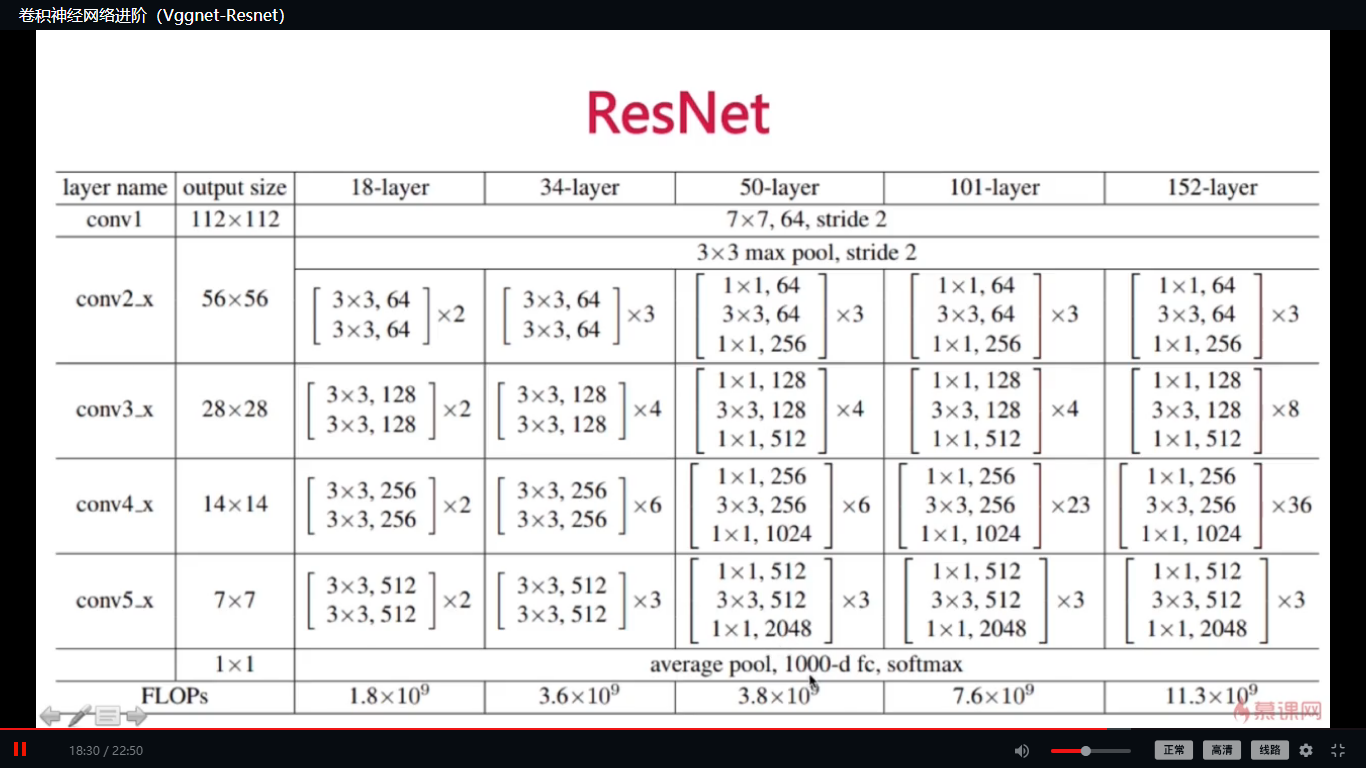 卷积神经网络进阶（Vggnet-Resnet）
ResNet
layer name output size 18-layer 34-layer 50-layer 101-layer 152-layer
conv1 112×112 7×7, 64, stride 2
3×3 max pool, stride 2
conv2_x 56×56 [3×3, 64 3×3, 64]×2 [3×3, 64 3×3, 64]×3 [1×1, 64 3×3, 64 1×1, 256]×3 [1×1, 64 3×3, 64 1×1, 256]×3 [1×1, 64 3×3, 64 1×1, 256]×3
conv3_x 28×28 [3×3, 128 3×3, 128]×2 [3×3, 128 3×3, 128]×4 [1×1, 128 3×3, 128 1×1, 512]×4 [1×1, 128 3×3, 128 1×1, 512]×4 [1×1, 128 3×3, 128 1×1, 512]×8
conv4_x 14×14 [3×3, 256 3×3, 256]×2 [3×3, 256 3×3, 256]×6 [1×1, 256 3×3, 256 1×1, 1024]×6 [1×1, 256 3×3, 256 1×1, 1024]×23 [1×1, 256 3×3, 256 1×1, 1024]×36
conv5_x 7×7 [3×3, 512 3×3, 512]×2 [3×3, 512 3×3, 512]×3 [1×1, 512 3×3, 512 1×1, 2048]×3 [1×1, 512 3×3, 512 1×1, 2048]×3 [1×1, 512 3×3, 512 1×1, 2048]×3
1×1 average pool, 1000-d fc, softmax
FLOPs 1.8×10⁹ 3.6×10⁹ 3.8×10⁹ 7.6×10⁹ 11.3×10⁹
慕课网
18:30 / 22:50 正常 高清 线路